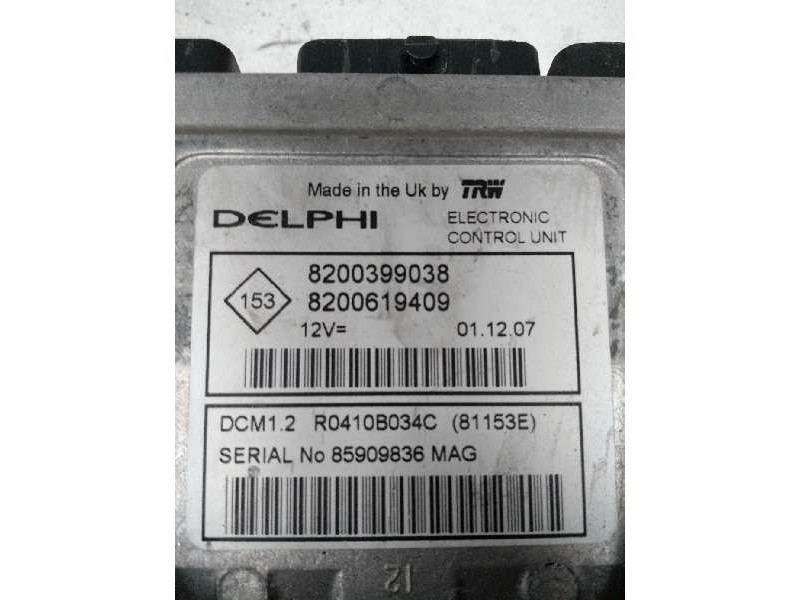 Made in the Uk by TRW
DELPHI ELECTRONIC
CONTROL UNIT
153
8200399038
8200619409
12V= 01.12.07
DCM1.2 R0410B034C (81153E)
SERIAL No 85909836 MAG
12